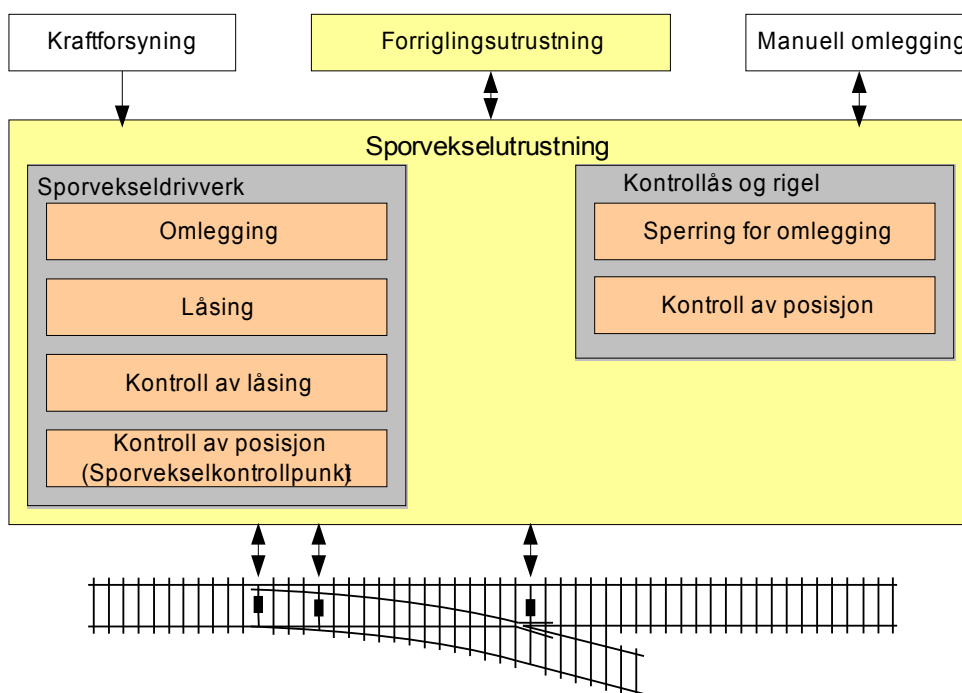 Kraftforsyning
Forriglingsutrustning
Manuell omlegging
Sporvekselutrustning
Sporvekseldrivverk
Omlegging
Låsing
Kontroll av låsing
Kontroll av posisjon
(Sporvekselkontrollpunkt)
Kontrollås og rigel
Sperring for omlegging
Kontroll av posisjon